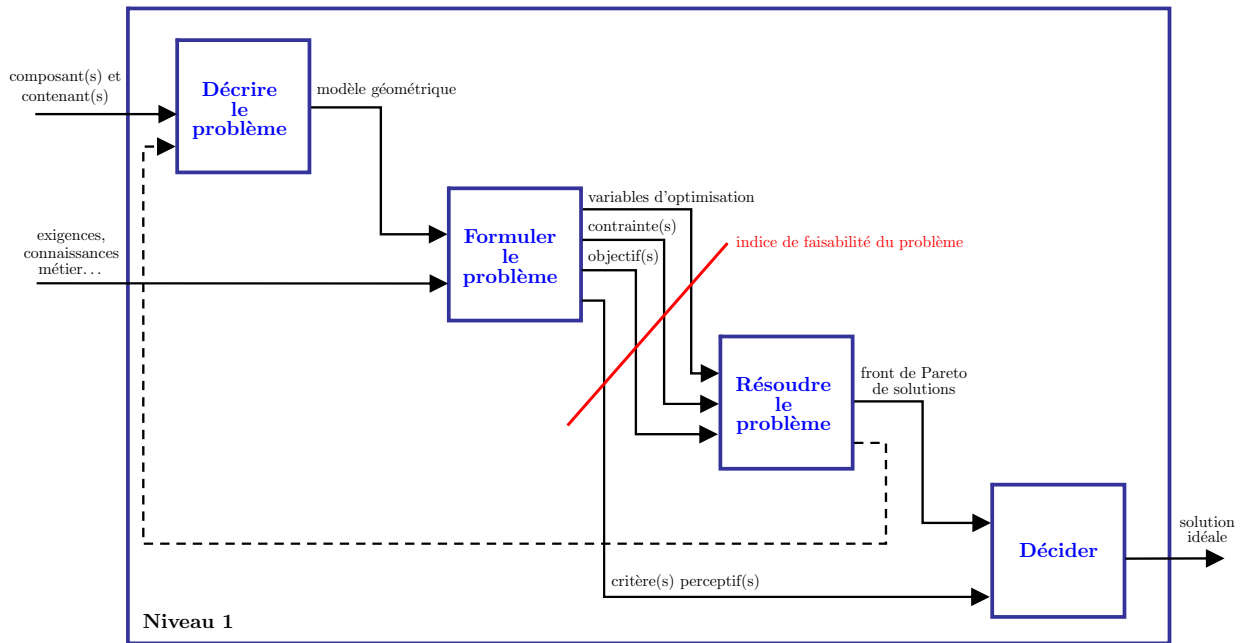 composant(s) et
contenant(s)
Décrire
le
problème
modèle géométrique
exigences,
connaissances
métier...
Formuler
le
problème
variables d'optimisation
contrainte(s)
objectif(s)
indice de faisabilité du problème
Résoudre
le
problème
front de Pareto
de solutions
critère(s) perceptif(s)
Décider
solution
idéale
Niveau 1